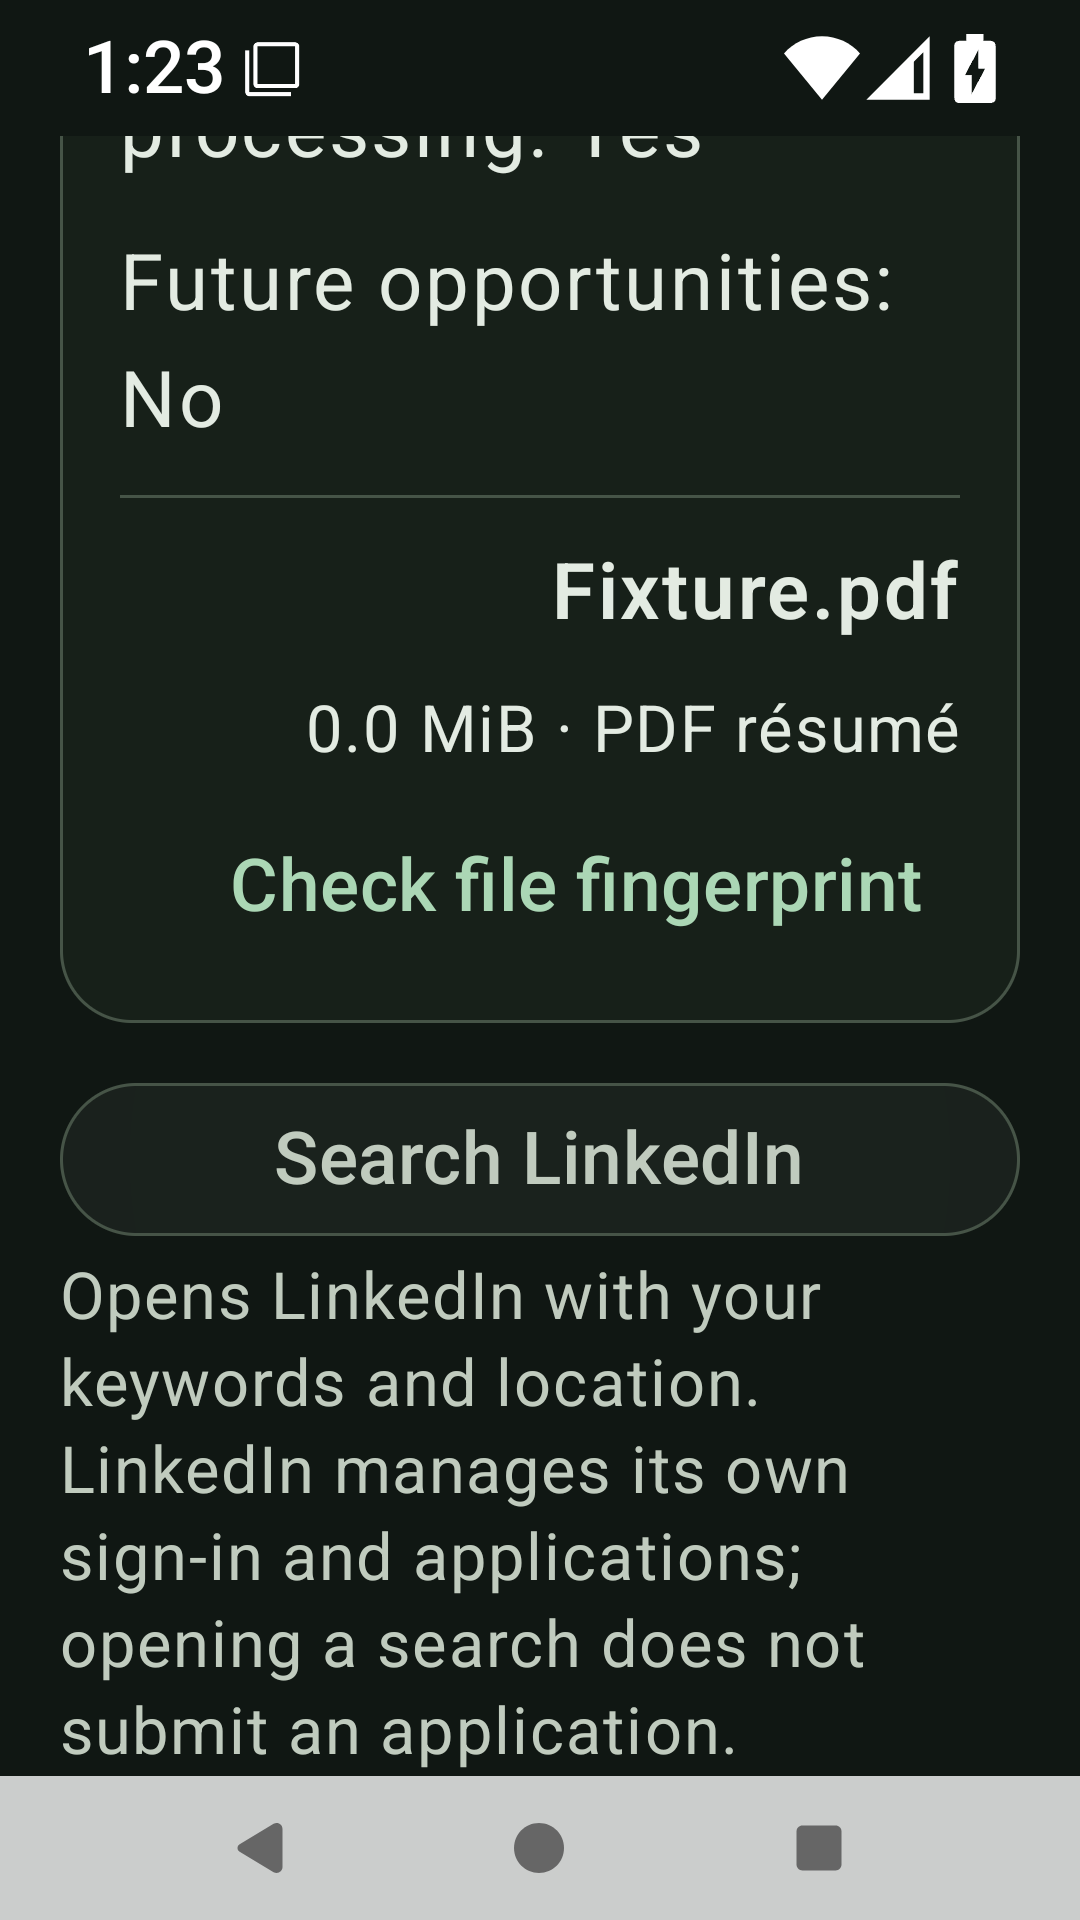 1:23
processing: Yes
Future opportunities:
No
Fixture.pdf
0.0 MiB · PDF résumé
Check file fingerprint
Search LinkedIn
Opens LinkedIn with your
keywords and location.
LinkedIn manages its own
sign-in and applications;
opening a search does not
submit an application.